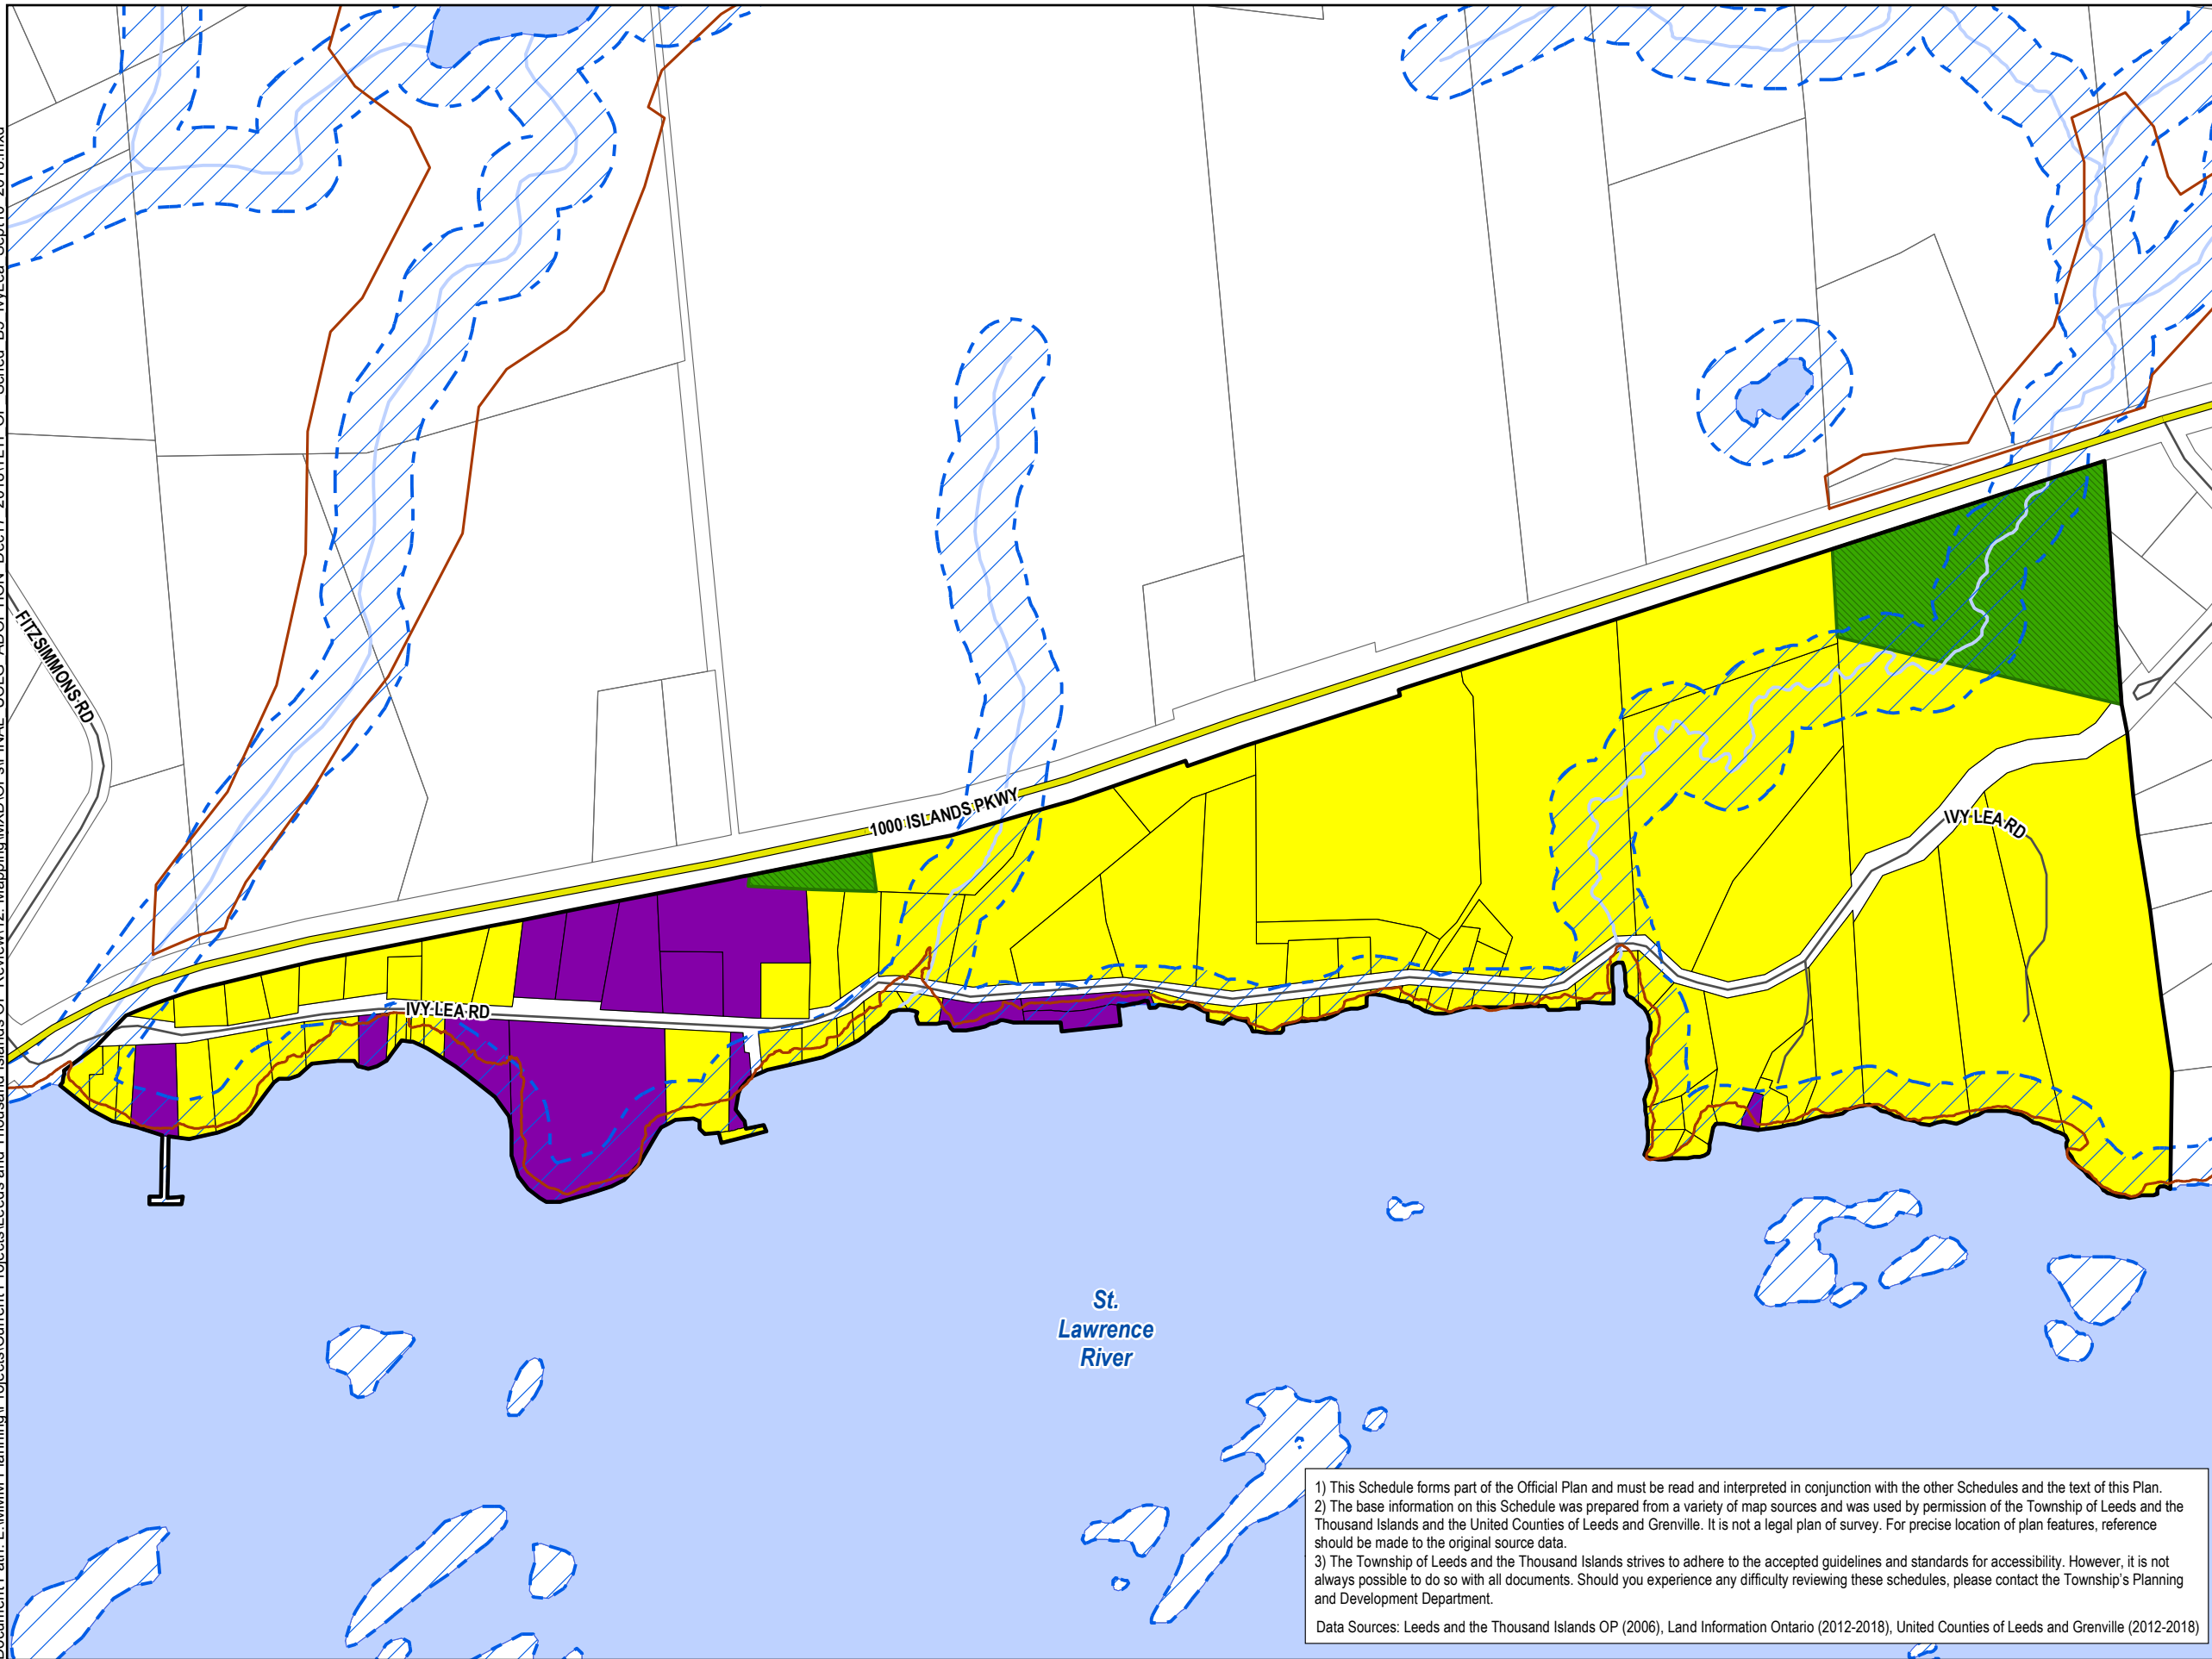 FITZSIMMONS RD
1000 ISLANDS PKWY
IVY LEA RD
IVY LEA RD
St.
Lawrence
River
1) This Schedule forms part of the Official Plan and must be read and interpreted in conjunction with the other Schedules and the text of this Plan.
2) The base information on this Schedule was prepared from a variety of map sources and was used by permission of the Township of Leeds and the
Thousand Islands and the United Counties of Leeds and Grenville. It is not a legal plan of survey. For precise location of plan features, reference
should be made to the original source data.
3) The Township of Leeds and the Thousand Islands strives to adhere to the accepted guidelines and standards for accessibility. However, it is not
always possible to do so with all documents. Should you experience any difficulty reviewing these schedules, please contact the Township's Planning
and Development Department.
Data Sources: Leeds and the Thousand Islands OP (2006), Land Information Ontario (2012-2018), United Counties of Leeds and Grenville (2012-2018)